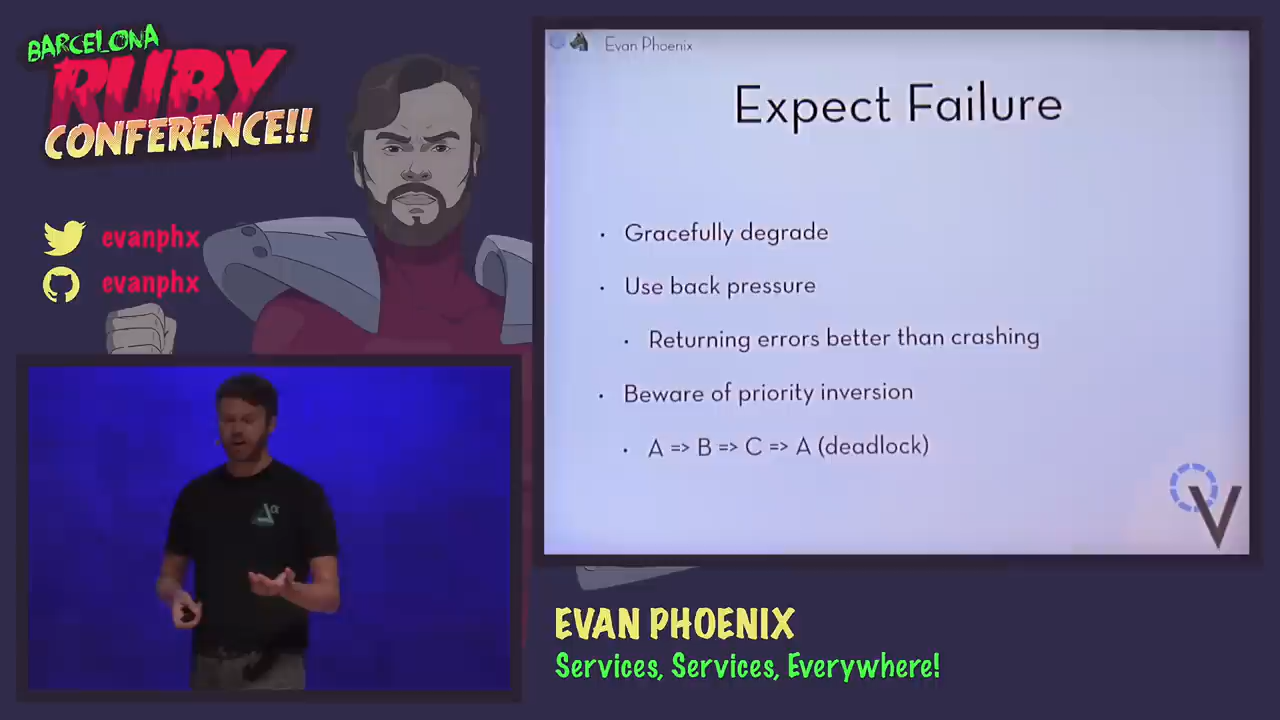 BARCELONA
RUBY
CONFERENCE!!
evanphx
evanphx
Evan Phoenix
Expect Failure
· Gracefully degrade
· Use back pressure
· Returning errors better than crashing
· Beware of priority inversion
· A => B => C => A (deadlock)
V
EVAN PHOENIX
Services, Services, Everywhere!